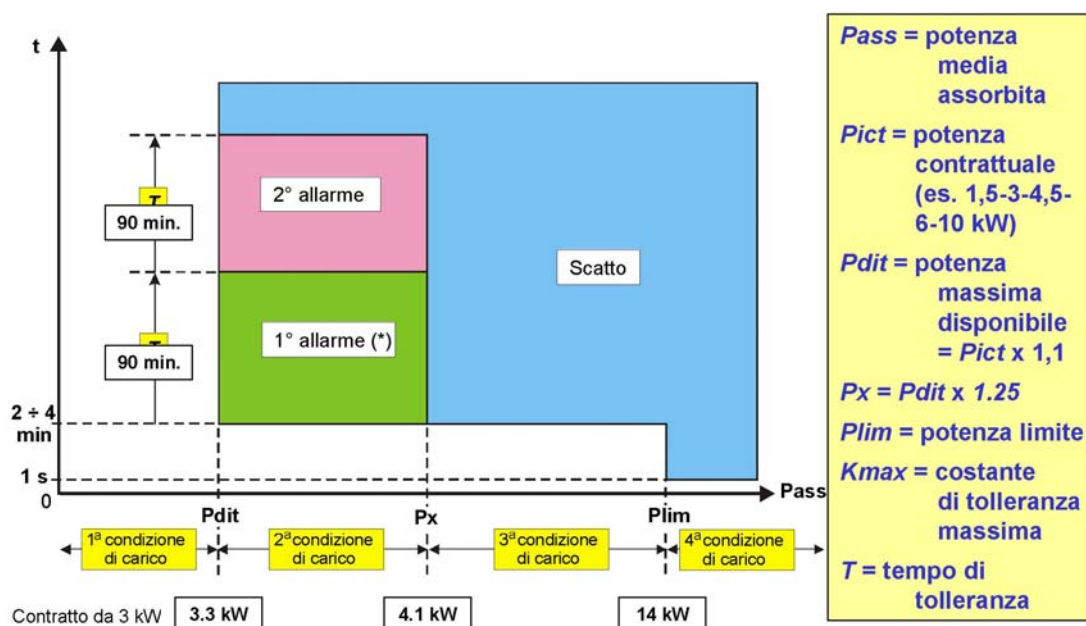 t
2° allarme
T
90 min.
Scatto
1° allarme (*)
90 min.
2 ÷ 4
min
1 s
0
Pass
Pdit
Px
Plim
1ª condizione
di carico
2ª condizione
di carico
3ª condizione
di carico
4ª condizione
di carico
Contratto da 3 kW
3.3 kW
4.1 kW
14 kW
Pass = potenza
media
assorbita
Pict = potenza
contrattuale
(es. 1,5-3-4,5-
6-10 kW)
Pdit = potenza
massima
disponibile
= Pict x 1,1
Px = Pdit x 1.25
Plim = potenza limite
Kmax = costante
di tolleranza
massima
T = tempo di
tolleranza